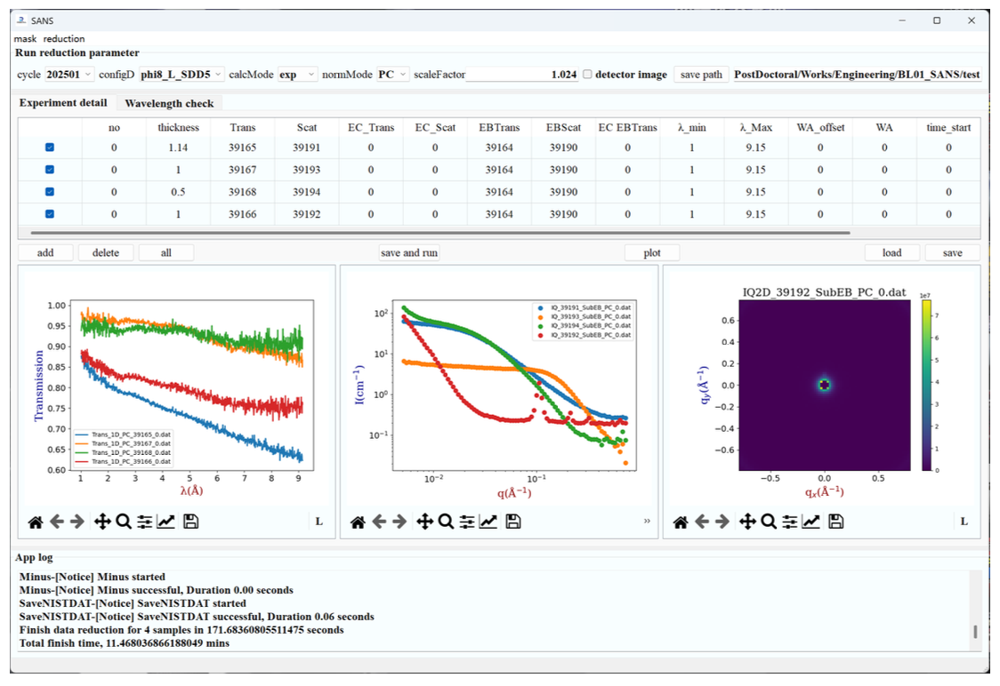 SANS
mask reduction
Run reduction parameter
cycle 202501 configD phi8_L_SDD5 calcMode exp normMode PC scaleFactor 1.024 detector image save path PostDoctoral/Works/Engineering/BL01_SANS/test
Experiment detail Wavelength check
no thickness Trans Scat EC_Trans EC_Scat EBTrans EBScat EC EBTrans λ_min λ_Max WA_offset WA time_start
0 1.14 39165 39191 0 0 39164 39190 0 1 9.15 0 0 0
0 1 39167 39193 0 0 39164 39190 0 1 9.15 0 0 0
0 0.5 39168 39194 0 0 39164 39190 0 1 9.15 0 0 0
0 1 39166 39192 0 0 39164 39190 0 1 9.15 0 0 0
add delete all save and run plot load save
Transmission
1.00
0.95
0.90
0.85
0.80
0.75
0.70
0.65
0.60
Trans_1D_PC_39165_0.dat
Trans_1D_PC_39167_0.dat
Trans_1D_PC_39168_0.dat
Trans_1D_PC_39166_0.dat
1 2 3 4 5 6 7 8 9
λ(Å)
L
I(cm⁻¹)
10²
10¹
10⁰
10⁻¹
IQ_39191_SubEB_PC_0.dat
IQ_39193_SubEB_PC_0.dat
IQ_39194_SubEB_PC_0.dat
IQ_39192_SubEB_PC_0.dat
10⁻² 10⁻¹
q(Å⁻¹)
»
IQ2D_39192_SubEB_PC_0.dat
1e7
qy(Å⁻¹)
0.6
0.4
0.2
0.0
−0.2
−0.4
−0.6
7
6
5
4
3
2
1
0
−0.5 0.0 0.5
qx(Å⁻¹)
L
App log
Minus-[Notice] Minus started
Minus-[Notice] Minus successful, Duration 0.00 seconds
SaveNISTDAT-[Notice] SaveNISTDAT started
SaveNISTDAT-[Notice] SaveNISTDAT successful, Duration 0.06 seconds
Finish data reduction for 4 samples in 171.68360805511475 seconds
Total finish time, 11.468036866188049 mins